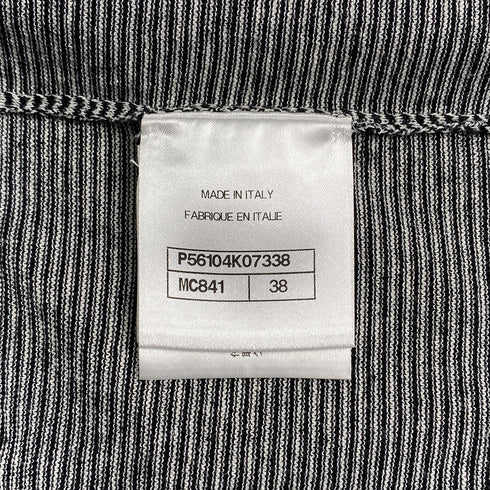 MADE IN ITALY
FABRIQUE EN ITALIE
P56104K07338
MC841 38